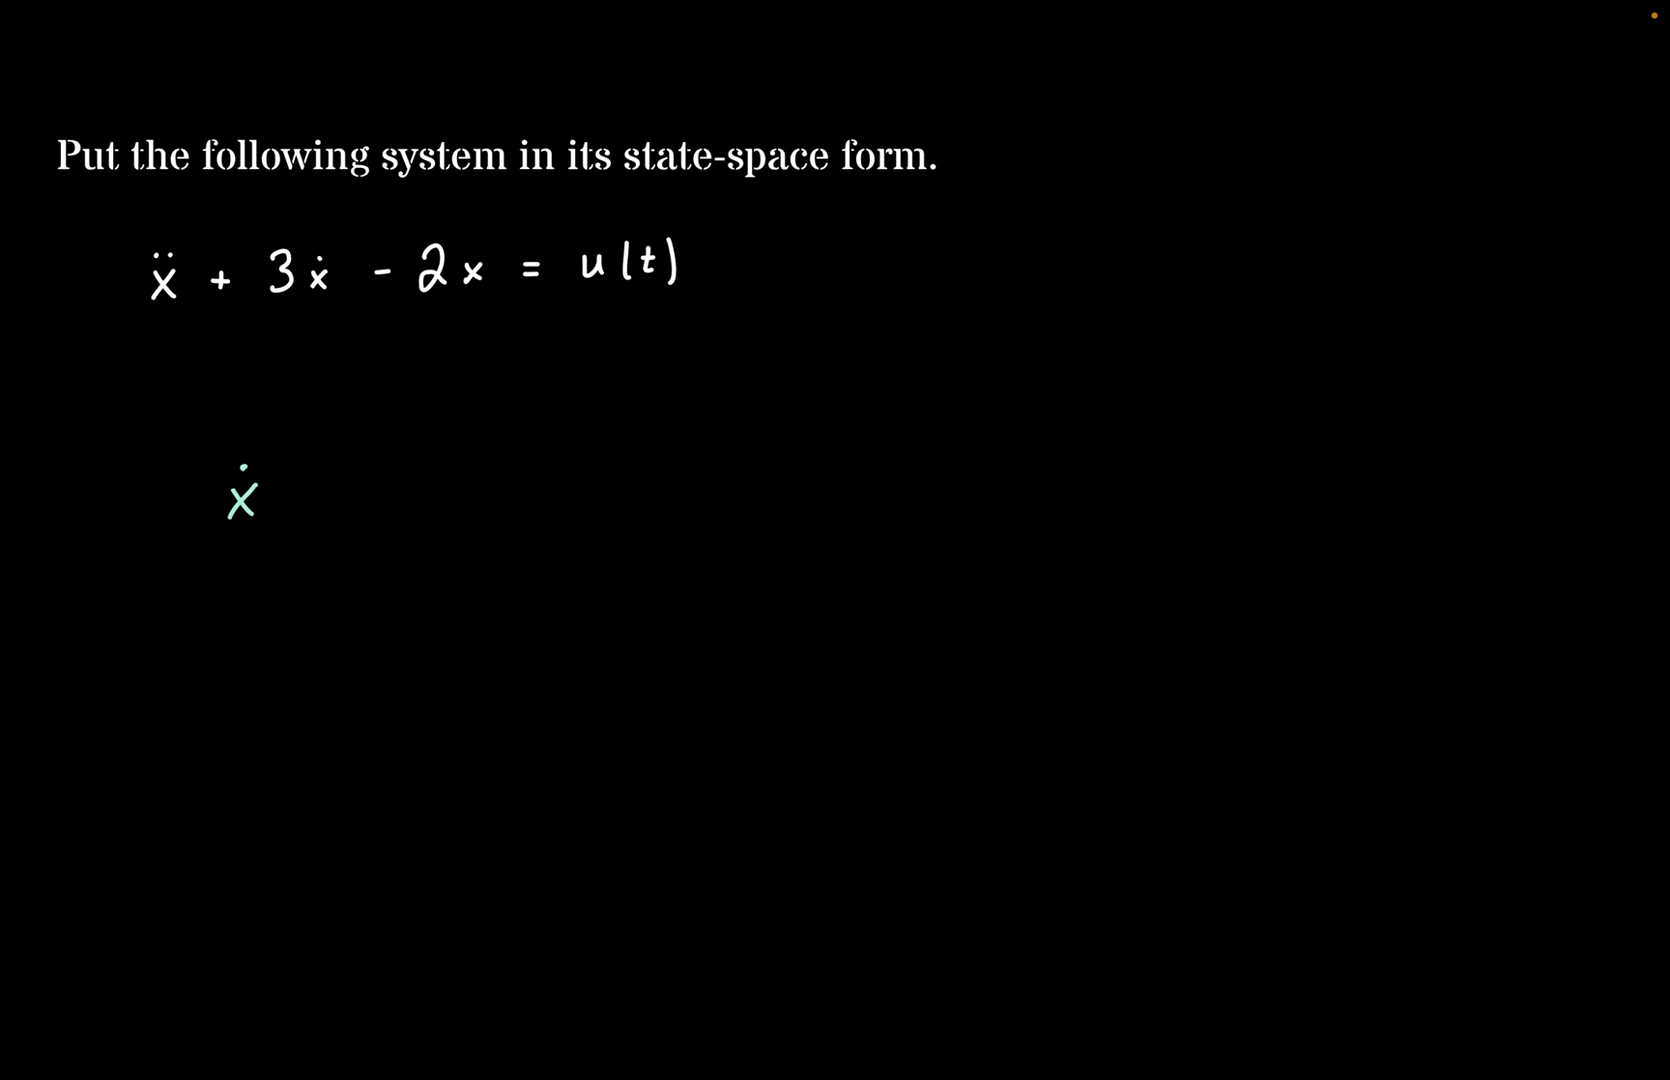 Put the following system in its state-space form.
ẍ + 3ẋ - 2x = u(t)
ẋ